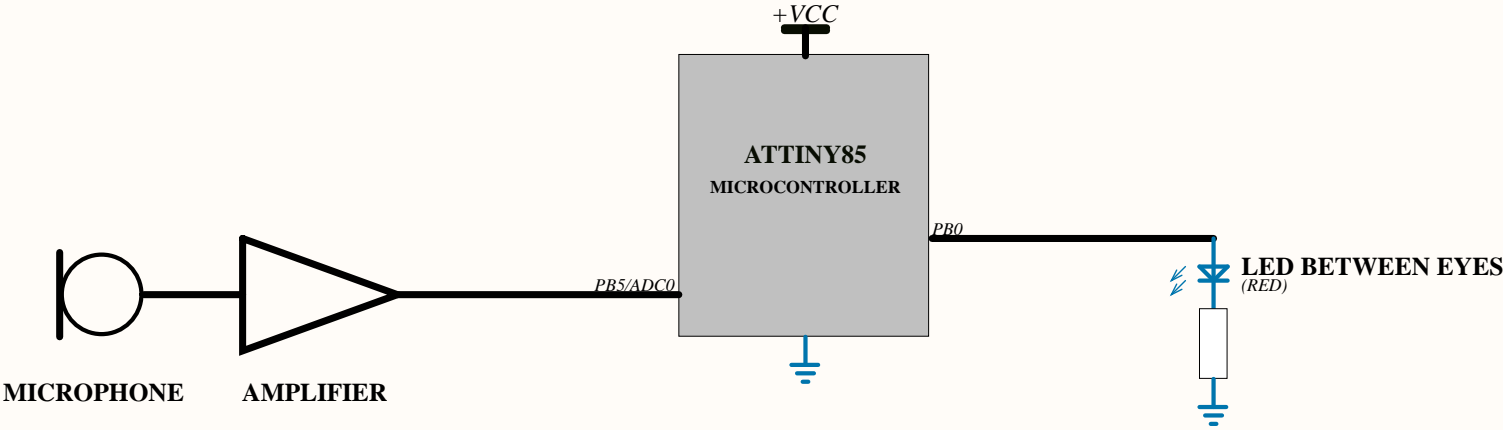 +VCC
ATTINY85
MICROCONTROLLER
PB0
PB5/ADC0
LED BETWEEN EYES
(RED)
MICROPHONE
AMPLIFIER